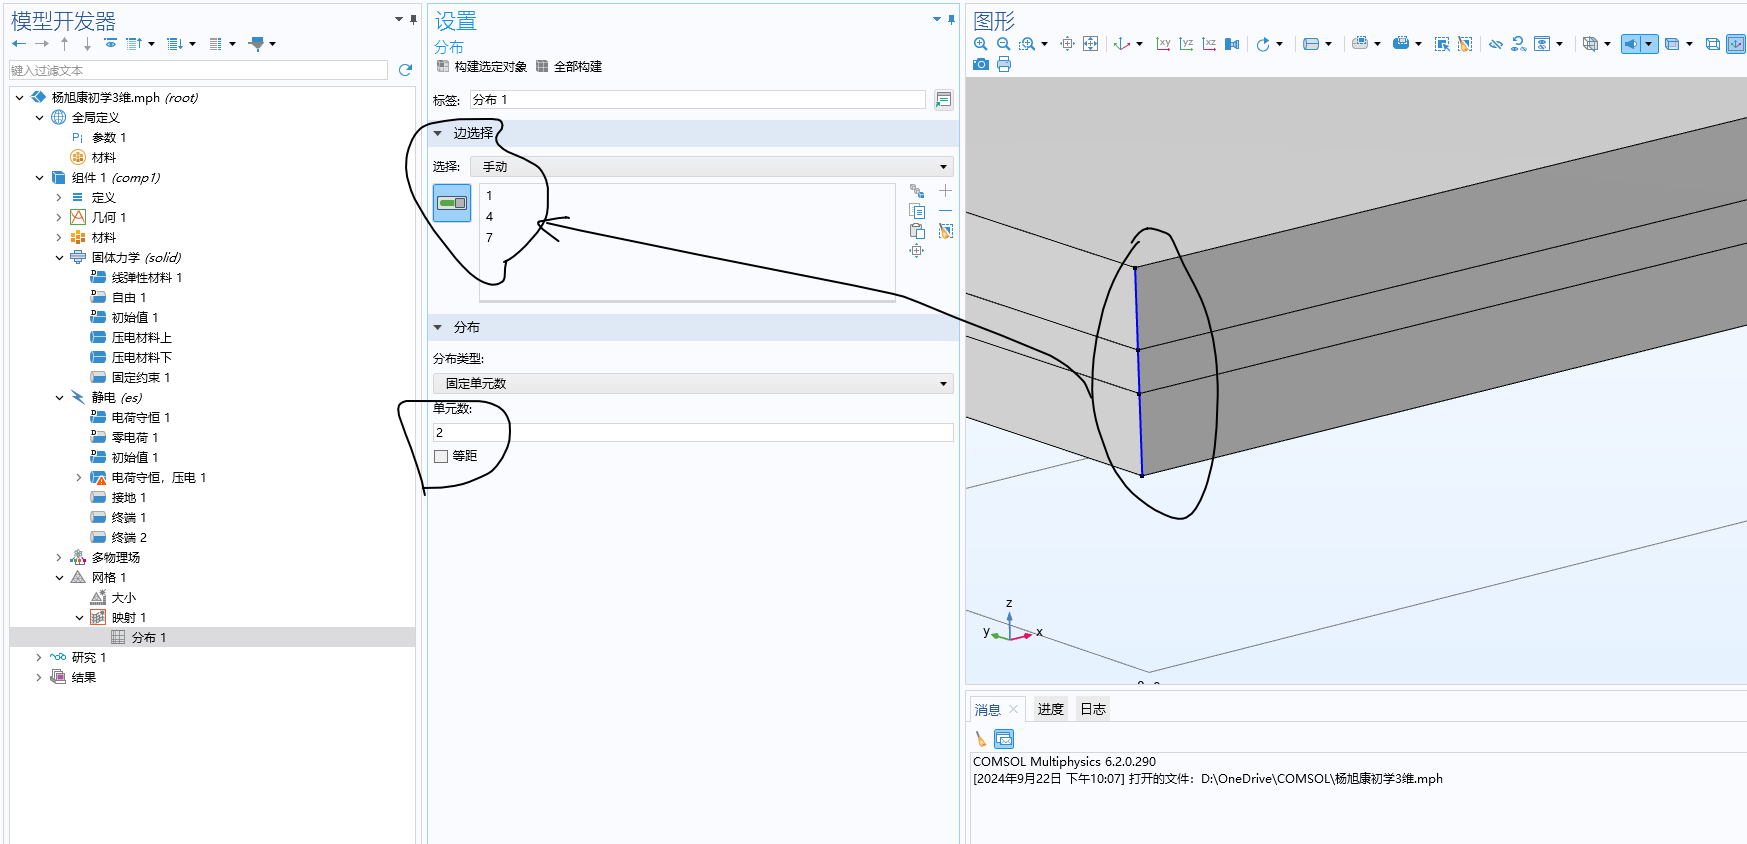 模型开发器
键入过滤文本
杨旭康初学3维.mph (root)
全局定义
Pi 参数 1
材料
组件 1 (comp1)
定义
几何 1
材料
固体力学 (solid)
线弹性材料 1
自由 1
初始值 1
压电材料上
压电材料下
固定约束 1
静电 (es)
电荷守恒 1
零电荷 1
初始值 1
电荷守恒，压电 1
接地 1
终端 1
终端 2
多物理场
网格 1
大小
映射 1
分布 1
研究 1
结果
设置
分布
构建选定对象 全部构建
标签: 分布 1
边选择
选择: 手动
1
4
7
分布
分布类型:
固定单元数
单元数:
2
等距
图形
xy yz xz
z
y x
消息 进度 日志
COMSOL Multiphysics 6.2.0.290
[2024年9月22日 下午10:07] 打开的文件：D:\OneDrive\COMSOL\杨旭康初学3维.mph